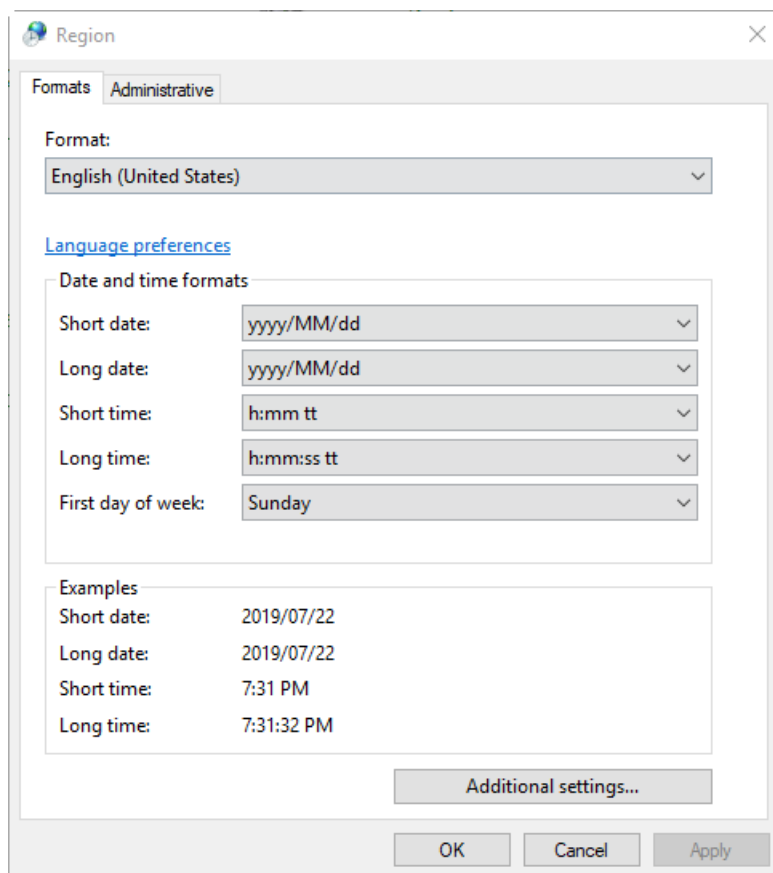 Region
Formats
Administrative
Format:
English (United States)
Language preferences
Date and time formats
Short date: yyyy/MM/dd
Long date: yyyy/MM/dd
Short time: h:mm tt
Long time: h:mm:ss tt
First day of week: Sunday
Examples
Short date: 2019/07/22
Long date: 2019/07/22
Short time: 7:31 PM
Long time: 7:31:32 PM
Additional settings...
OK Cancel Apply